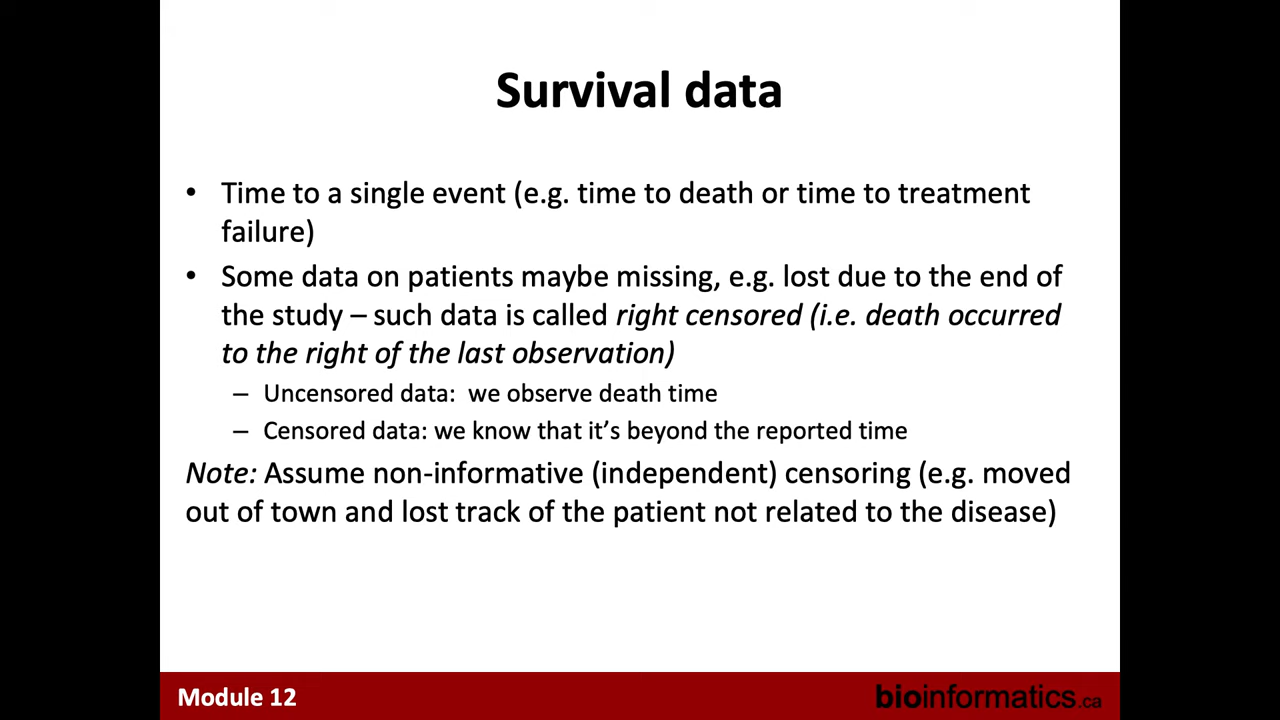 Survival data
• Time to a single event (e.g. time to death or time to treatment
failure)
• Some data on patients maybe missing, e.g. lost due to the end of
the study – such data is called right censored (i.e. death occurred
to the right of the last observation)
– Uncensored data:  we observe death time
– Censored data: we know that it’s beyond the reported time
Note: Assume non-informative (independent) censoring (e.g. moved
out of town and lost track of the patient not related to the disease)
Module 12
bioinformatics.ca